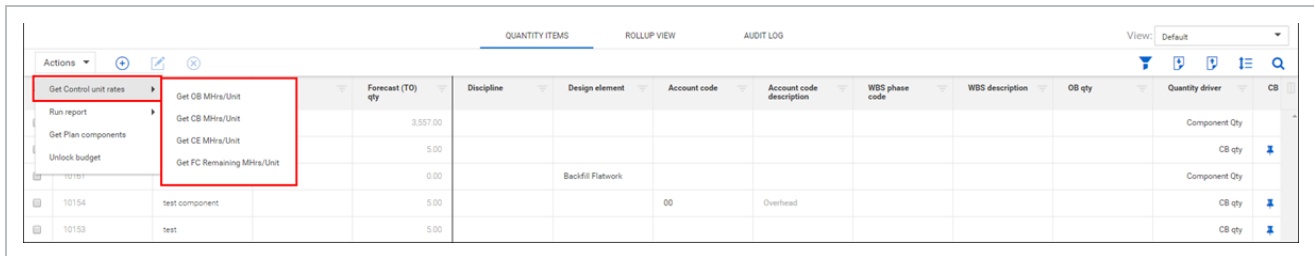 QUANTITY ITEMS ROLLUP VIEW AUDIT LOG View: Default
Actions
Get Control unit rates
Run report
Get Plan components
Unlock budget
Get OB MHrs/Unit
Get CB MHrs/Unit
Get CE MHrs/Unit
Get FC Remaining MHrs/Unit
Forecast (TO) qty Discipline Design element Account code Account code description WBS phase code WBS description OB qty Quantity driver CB
3,557.00 Component Qty
5.00 CB qty
0.00 Backfill Flatwork Component Qty
10154 test component 5.00 00 Overhead CB qty
10153 test 5.00 CB qty